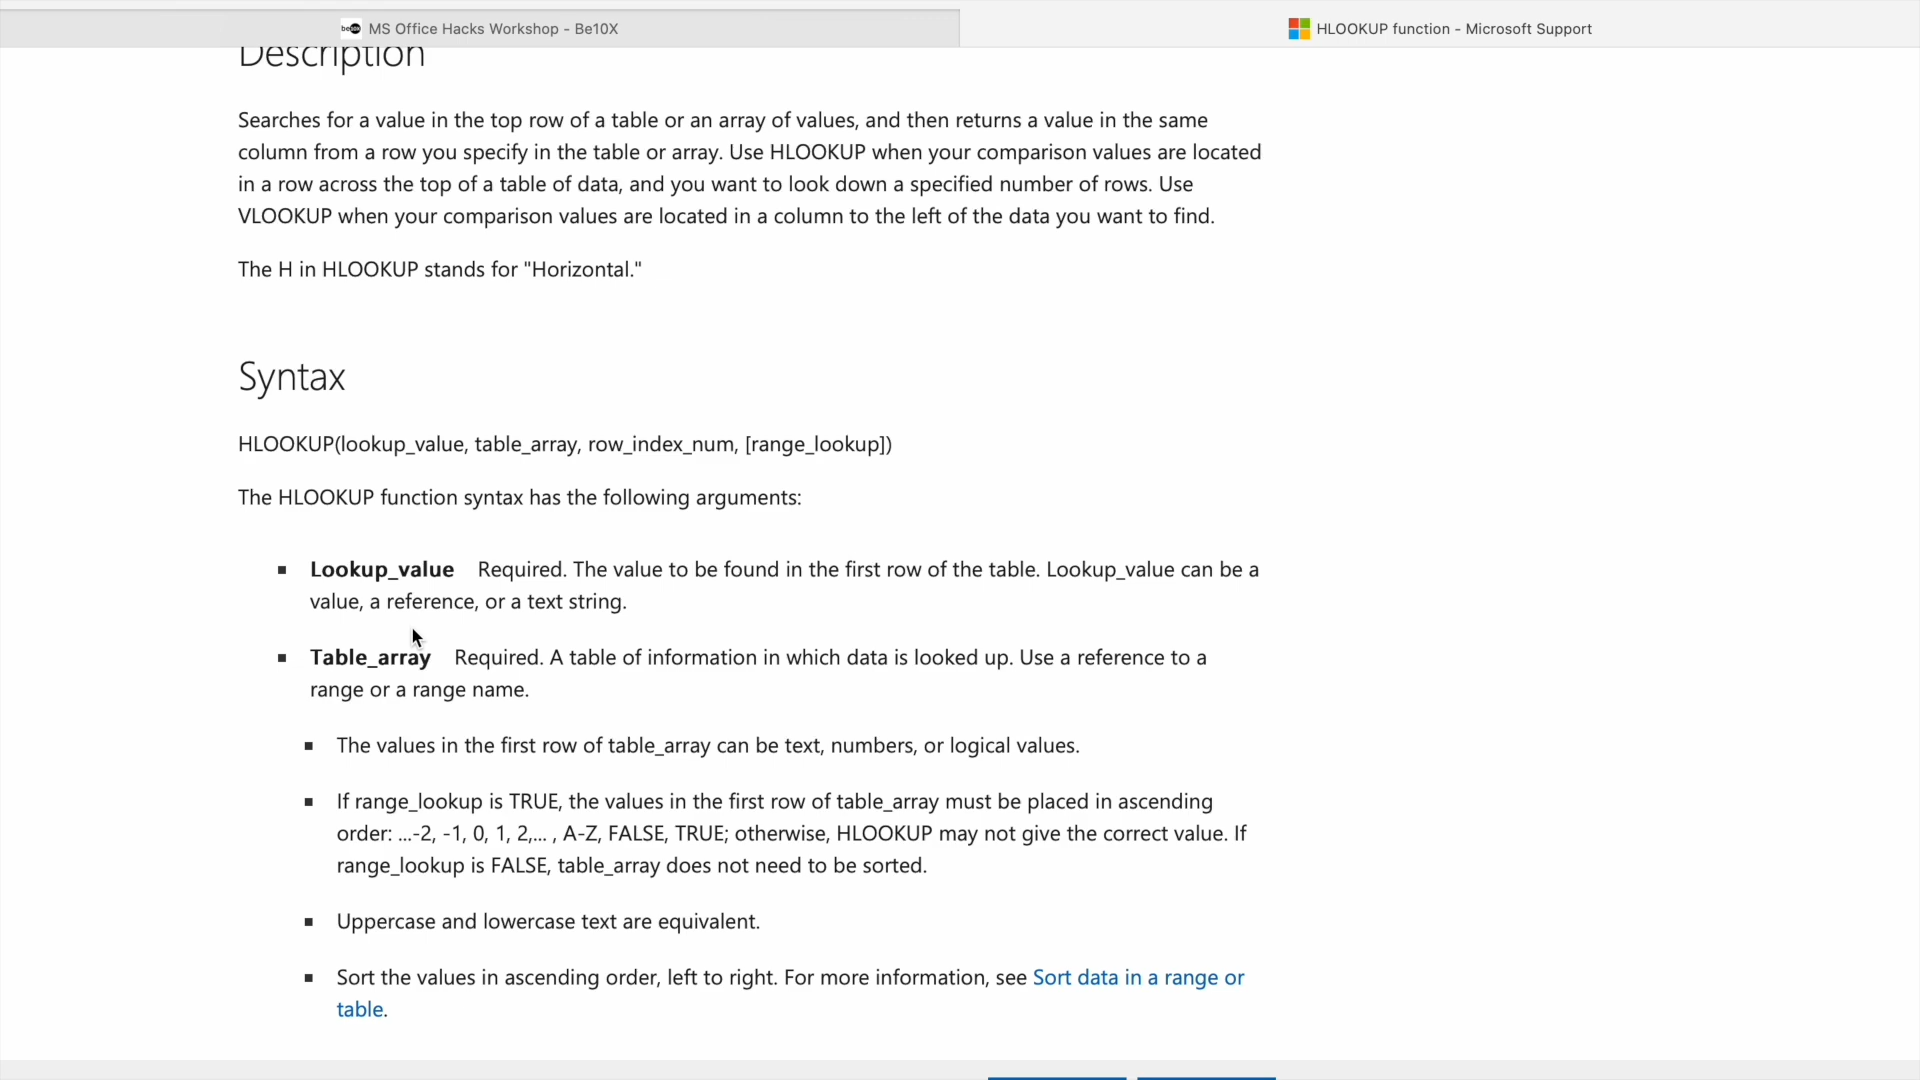 be10x MS Office Hacks Workshop - Be10X
HLOOKUP function - Microsoft Support
Description
Searches for a value in the top row of a table or an array of values, and then returns a value in the same
column from a row you specify in the table or array. Use HLOOKUP when your comparison values are located
in a row across the top of a table of data, and you want to look down a specified number of rows. Use
VLOOKUP when your comparison values are located in a column to the left of the data you want to find.
The H in HLOOKUP stands for "Horizontal."
Syntax
HLOOKUP(lookup_value, table_array, row_index_num, [range_lookup])
The HLOOKUP function syntax has the following arguments:
Lookup_value Required. The value to be found in the first row of the table. Lookup_value can be a
value, a reference, or a text string.
Table_array Required. A table of information in which data is looked up. Use a reference to a
range or a range name.
The values in the first row of table_array can be text, numbers, or logical values.
If range_lookup is TRUE, the values in the first row of table_array must be placed in ascending
order: ...-2, -1, 0, 1, 2,... , A-Z, FALSE, TRUE; otherwise, HLOOKUP may not give the correct value. If
range_lookup is FALSE, table_array does not need to be sorted.
Uppercase and lowercase text are equivalent.
Sort the values in ascending order, left to right. For more information, see Sort data in a range or
table.